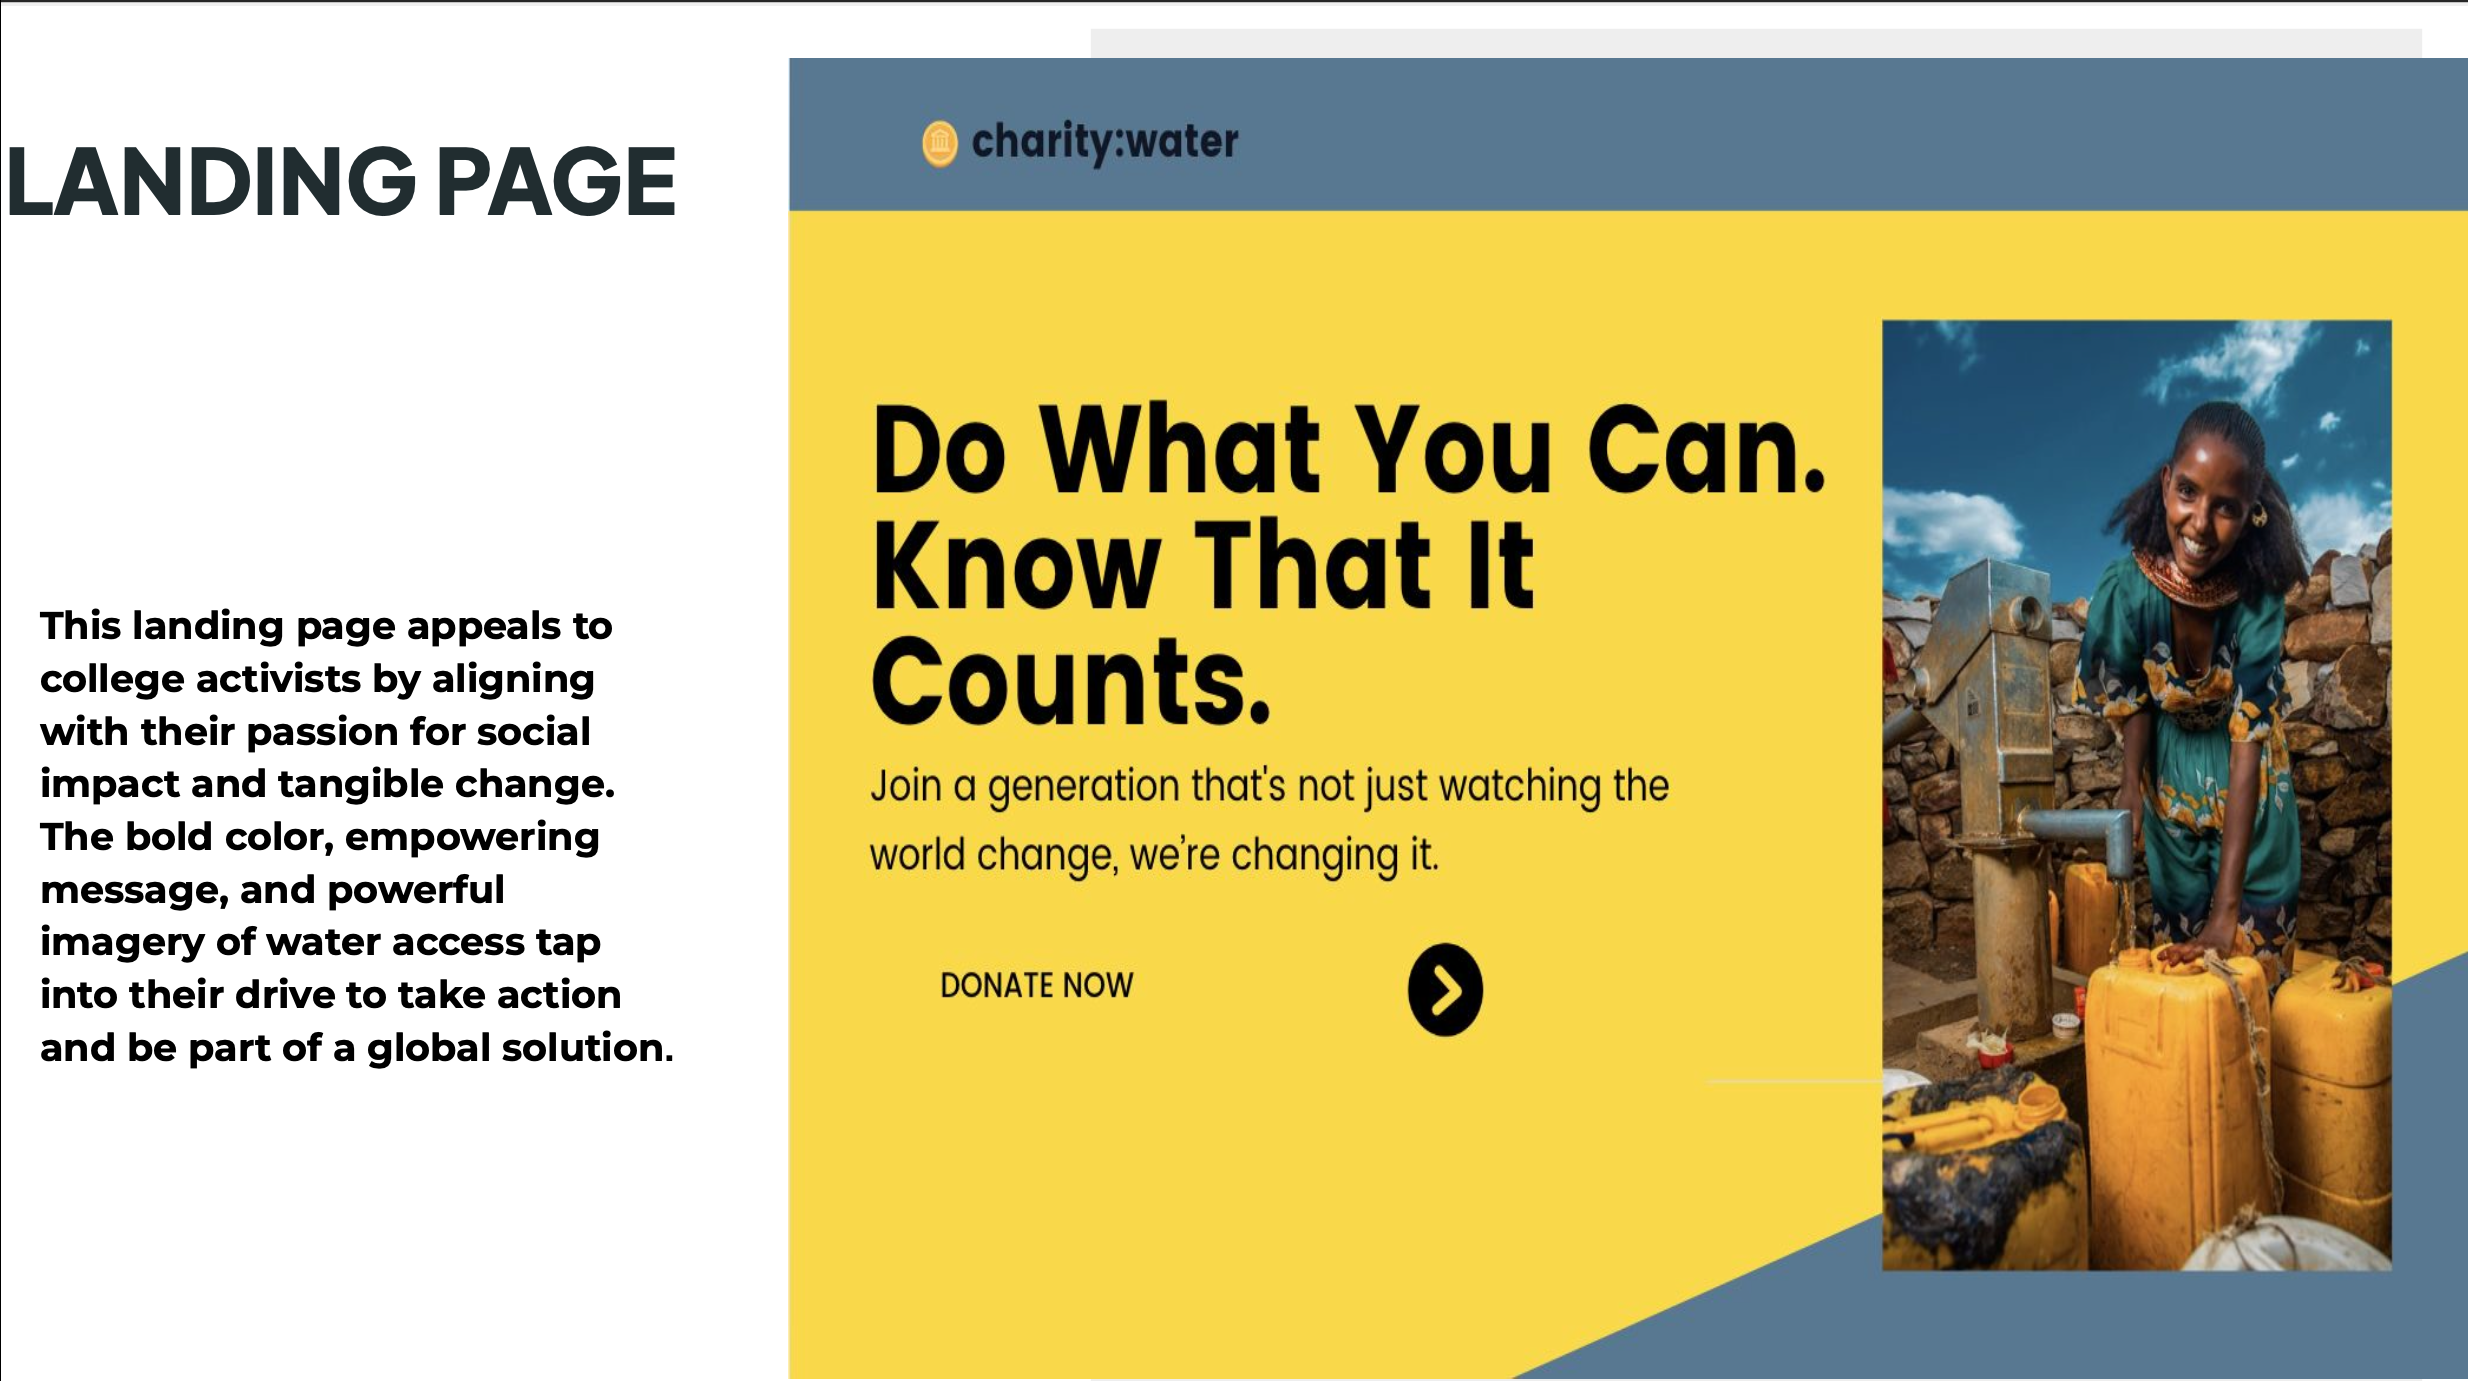 LANDING PAGE
This landing page appeals to
college activists by aligning
with their passion for social
impact and tangible change.
The bold color, empowering
message, and powerful
imagery of water access tap
into their drive to take action
and be part of a global solution.
charity:water
Do What You Can.
Know That It
Counts.
Join a generation that's not just watching the
world change, we’re changing it.
DONATE NOW